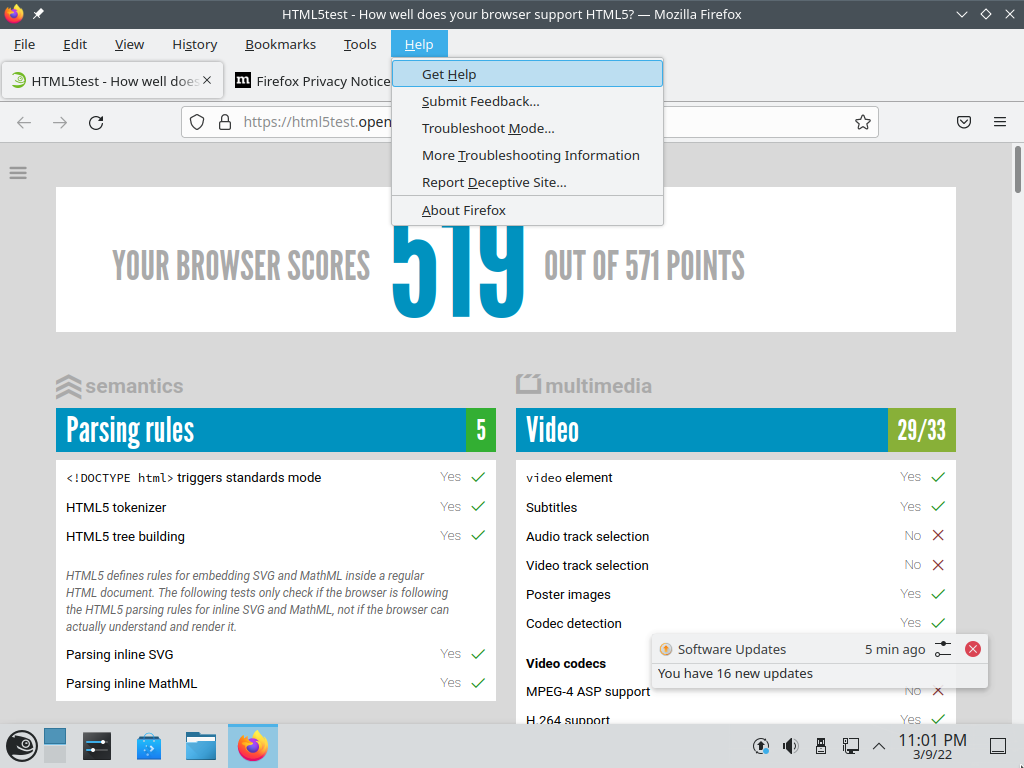 HTML5test - How well does your browser support HTML5? — Mozilla Firefox
File Edit View History Bookmarks Tools Help
HTML5test - How well does
Firefox Privacy Notice
https://html5test.open
Get Help
Submit Feedback...
Troubleshoot Mode...
More Troubleshooting Information
Report Deceptive Site...
About Firefox
YOUR BROWSER SCORES 519 OUT OF 571 POINTS
semantics
Parsing rules 5
<!DOCTYPE html> triggers standards mode Yes
HTML5 tokenizer Yes
HTML5 tree building Yes
HTML5 defines rules for embedding SVG and MathML inside a regular
HTML document. The following tests only check if the browser is following
the HTML5 parsing rules for inline SVG and MathML, not if the browser can
actually understand and render it.
Parsing inline SVG Yes
Parsing inline MathML Yes
multimedia
Video 29/33
video element Yes
Subtitles Yes
Audio track selection No
Video track selection No
Poster images Yes
Codec detection Yes
Video codecs
MPEG-4 ASP support No
H.264 support Yes
Software Updates 5 min ago
You have 16 new updates
11:01 PM
3/9/22